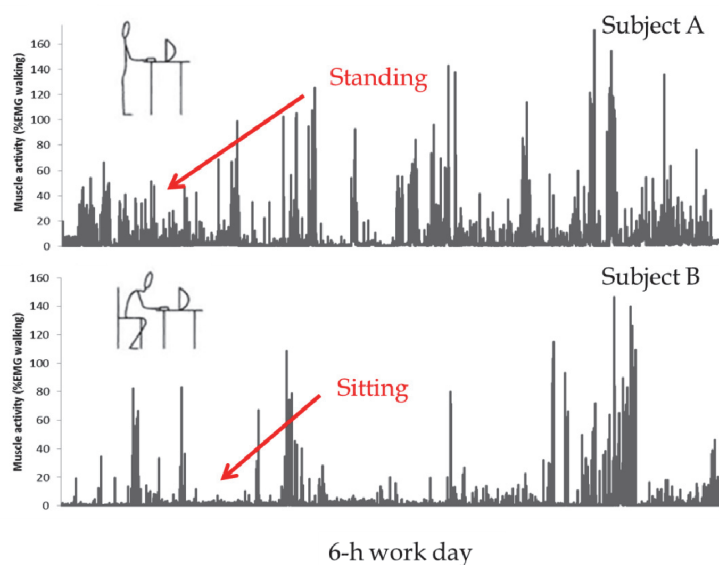 Subject A
Muscle activity (%EMG walking)
160
140
120
100
80
60
40
20
0
Standing
Subject B
Muscle activity (%EMG walking)
160
140
120
100
80
60
40
20
0
Sitting
6-h work day